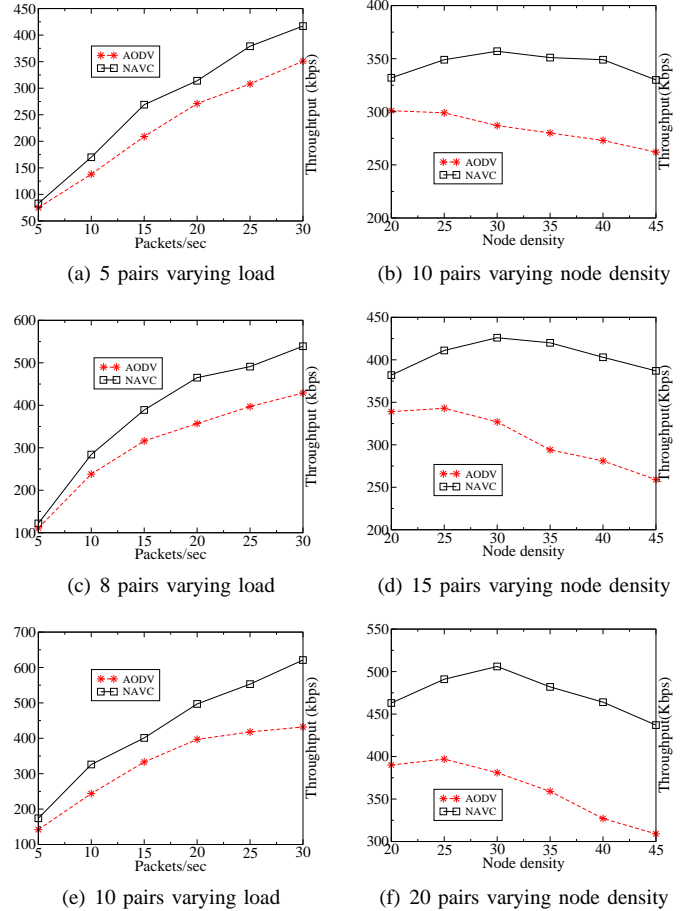 450
400
350
300
250
200
150
100
50
5 10 15 20 25 30
Packets/sec
Throughtput (kbps)
AODV
NAVC
(a) 5 pairs varying load
400
350
300
250
200
20 25 30 35 40 45
Node density
Throughtput(Kbps)
AODV
NAVC
(b) 10 pairs varying node density
600
500
400
300
200
100
5 10 15 20 25 30
Packets/sec
Throughtput (kbps)
AODV
NAVC
(c) 8 pairs varying load
450
400
350
300
250
200
20 25 30 35 40 45
Node density
Throughtput(Kbps)
AODV
NAVC
(d) 15 pairs varying node density
700
600
500
400
300
200
100
5 10 15 20 25 30
Packets/sec
Throughtput (kbps)
AODV
NAVC
(e) 10 pairs varying load
550
500
450
400
350
300
20 25 30 35 40 45
Node density
Throughtput(Kbps)
AODV
NAVC
(f) 20 pairs varying node density